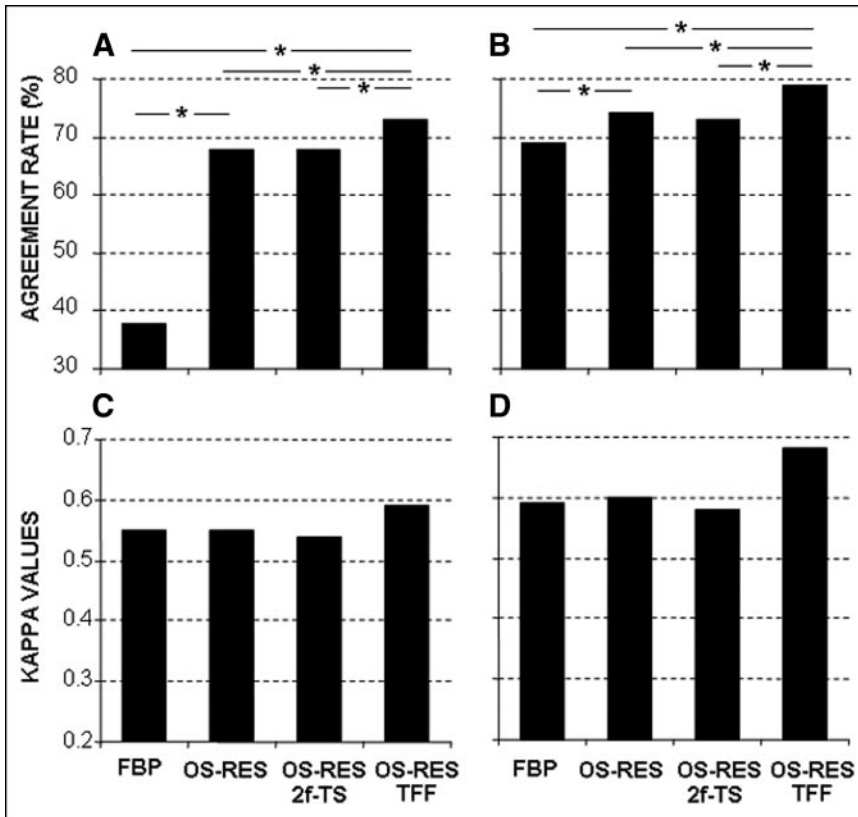 A
B
*
*
*
*
*
*
*
*
AGREEMENT RATE (%)
80
70
60
50
40
30
C
D
KAPPA VALUES
0.7
0.6
0.5
0.4
0.3
0.2
FBP
OS-RES
OS-RES
2f-TS
OS-RES
TFF
FBP
OS-RES
OS-RES
2f-TS
OS-RES
TFF